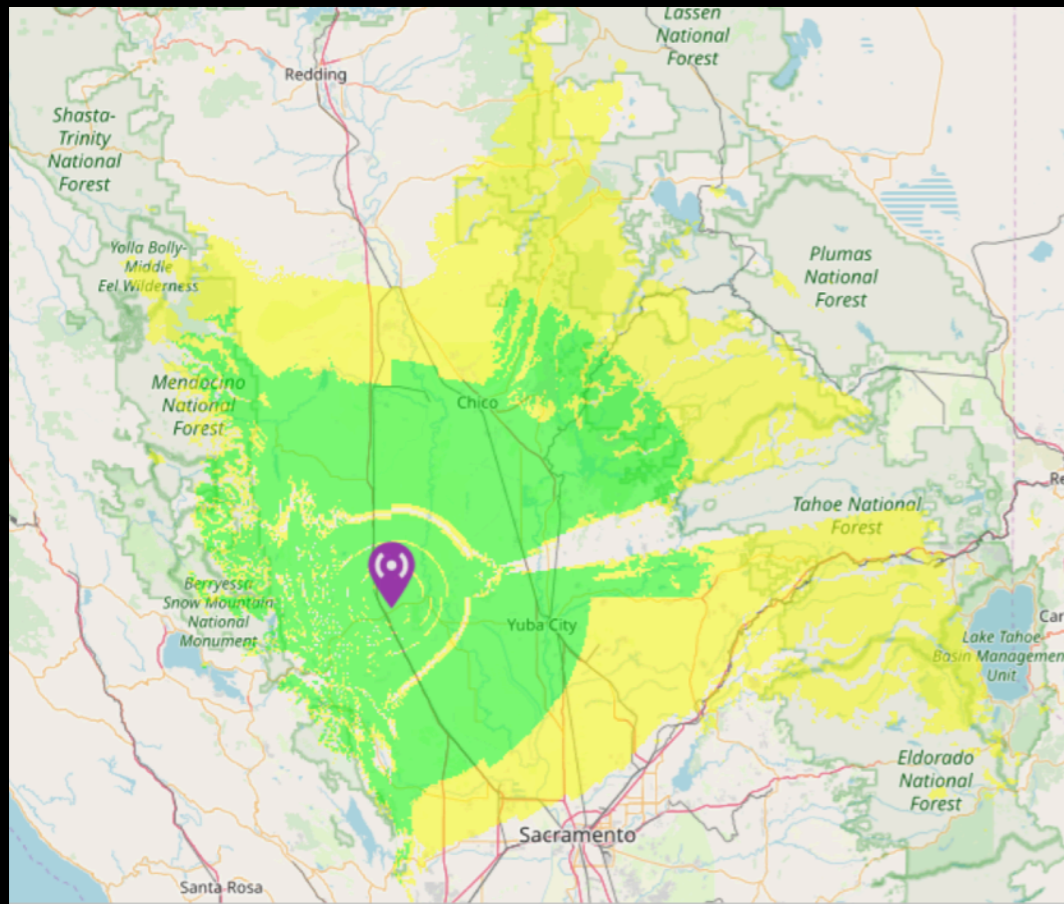 Lassen
National
Forest
Redding
Shasta-
Trinity
National
Forest
Yolla Bolly-
Middle
Eel Wilderness
Plumas
National
Forest
Mendocino
National
Forest
Chico
Tahoe National
Forest
Re
Berryessa
Snow Mountain
National
Monument
Yuba City
Car
Lake Tahoe
Basin Management
Unit
Eldorado
National
Forest
Sacramento
Santa Rosa